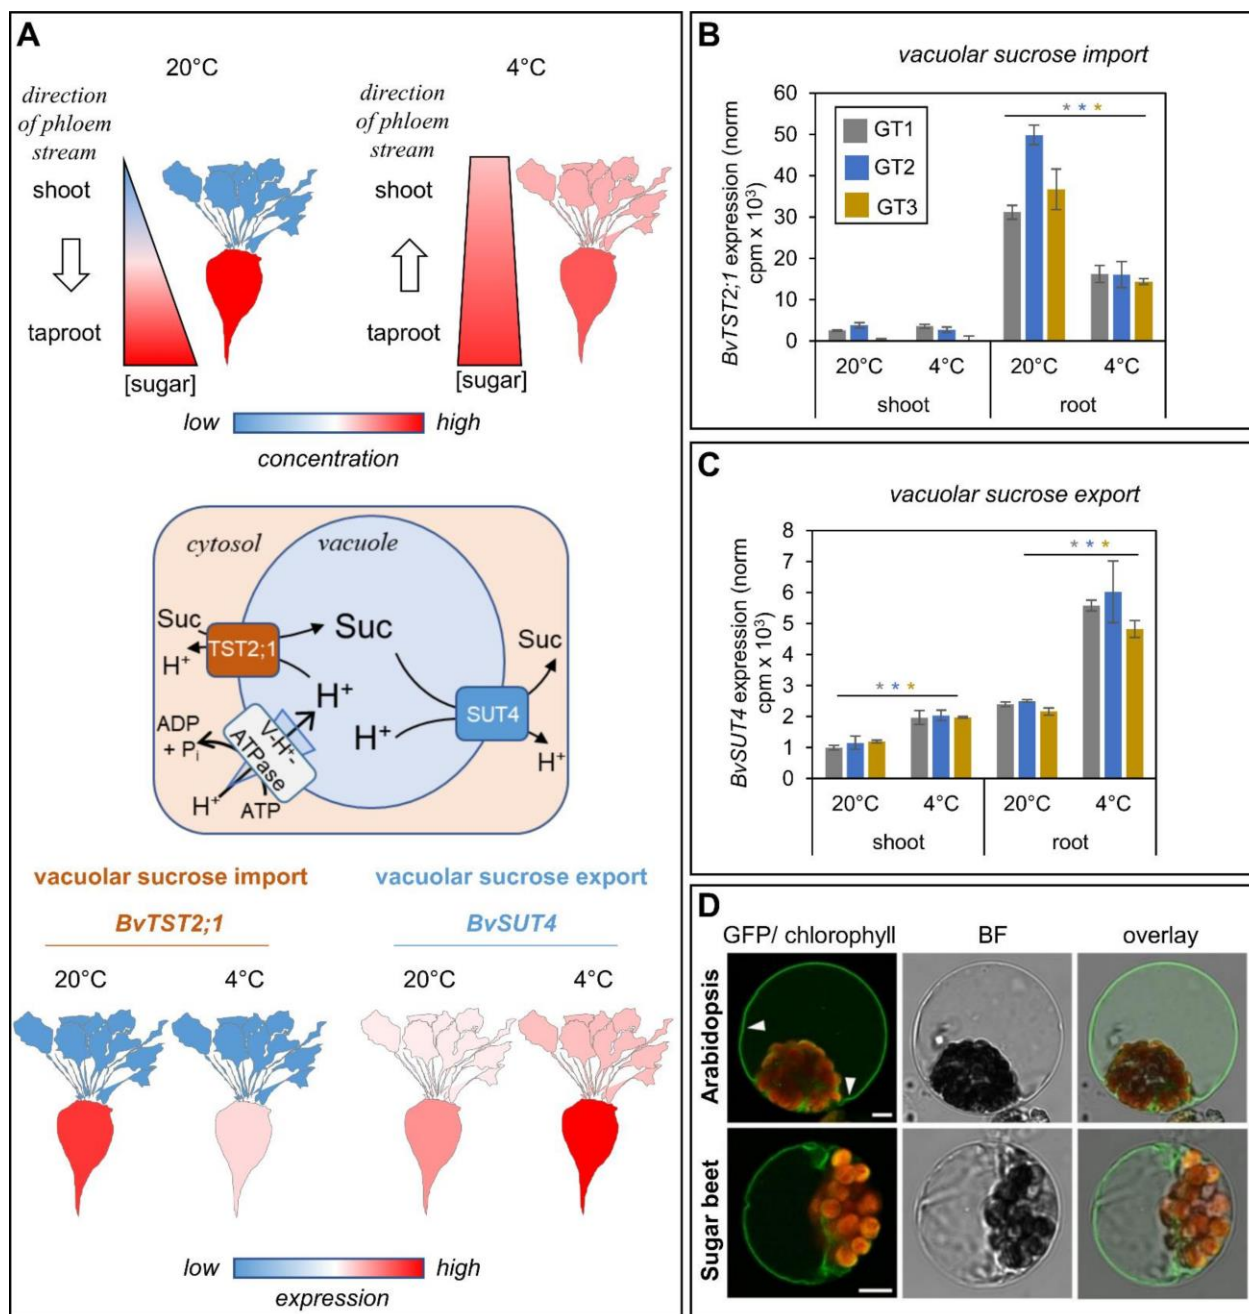 A
20°C
4°C
direction
of phloem
stream
shoot
taproot
[sugar]
direction
of phloem
stream
shoot
taproot
[sugar]
low
high
concentration
cytosol
vacuole
Suc
H+
TST2;1
Suc
H+
ADP
+ Pi
V-H+-
ATPase
H+
ATP
H+
SUT4
Suc
H+
vacuolar sucrose import
vacuolar sucrose export
BvTST2;1
BvSUT4
20°C
4°C
20°C
4°C
low
high
expression
B
vacuolar sucrose import
BvTST2;1 expression (norm
cpm x 10³)
60
50
40
30
20
10
0
GT1
GT2
GT3
* * *
20°C
4°C
20°C
4°C
shoot
root
C
vacuolar sucrose export
BvSUT4 expression (norm
cpm x 10³)
8
7
6
5
4
3
2
1
0
* * *
* * *
20°C
4°C
20°C
4°C
shoot
root
D
GFP/ chlorophyll
BF
overlay
Arabidopsis
Sugar beet